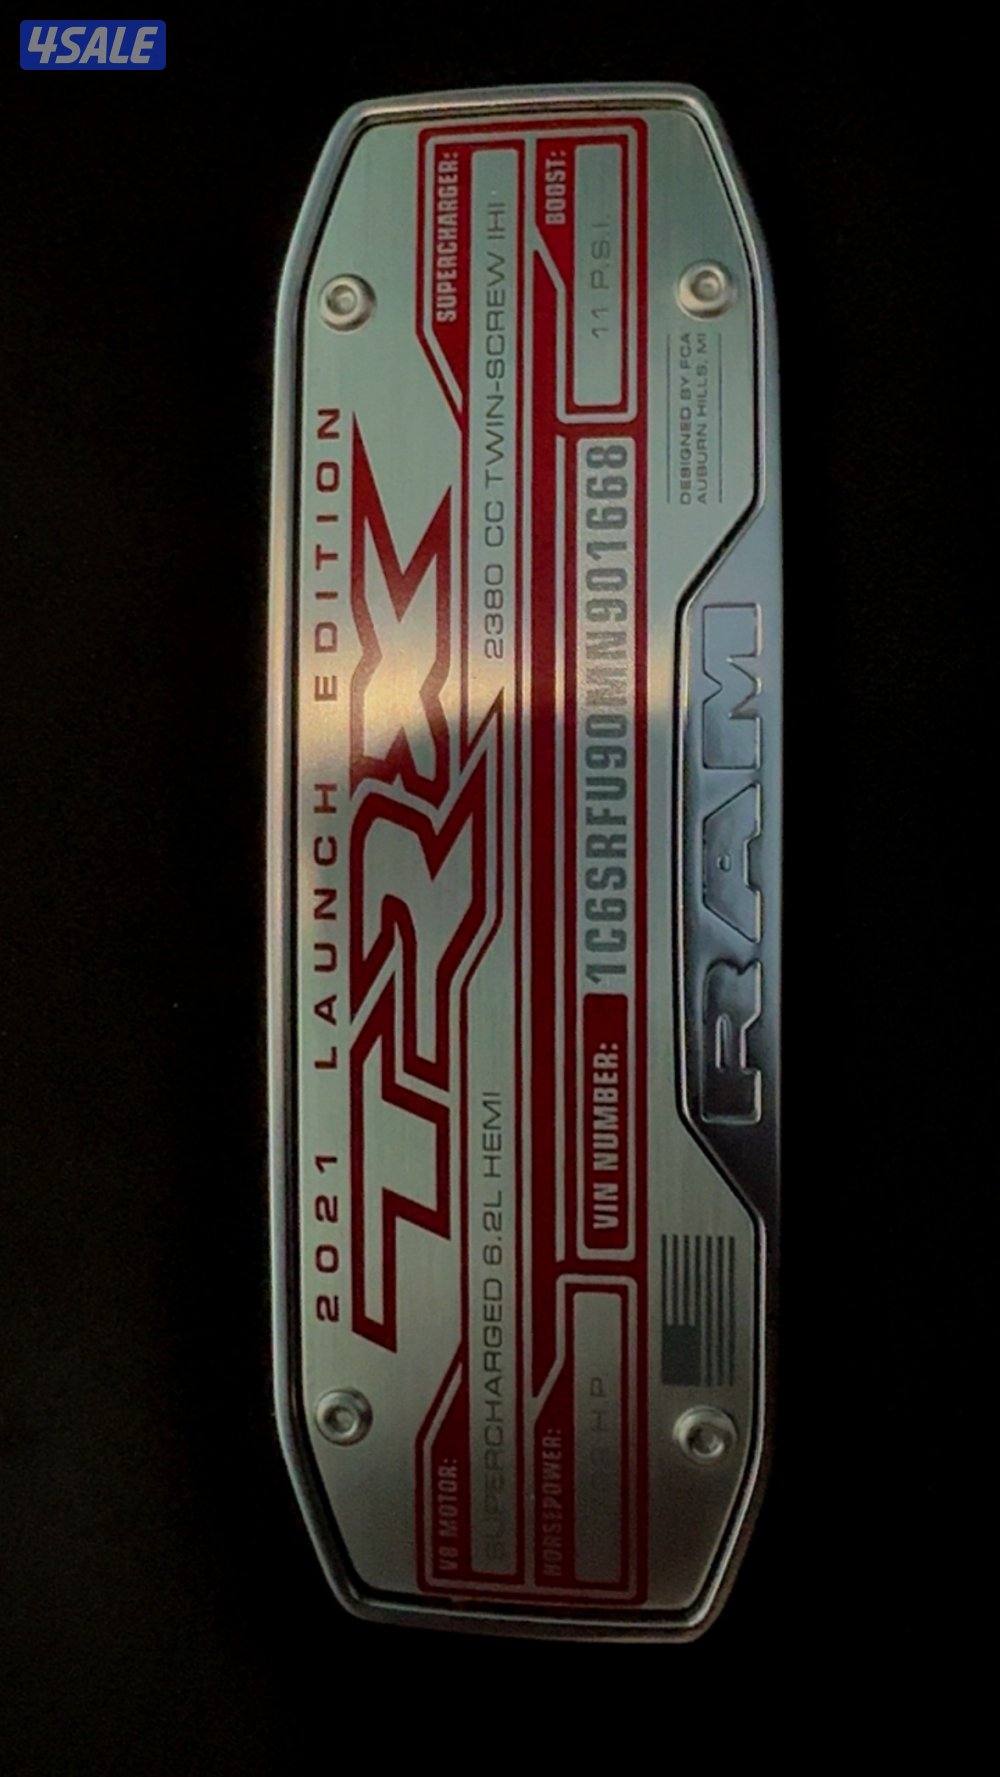 4SALE
2021 LAUNCH EDITION
TRX
V8 MOTOR:
SUPERCHARGED 6.2L HEMI
SUPERCHARGER:
2380 CC TWIN-SCREW IHI
HORSEPOWER:
HP
VIN NUMBER:
1C6SRFU90MN901668
BOOST:
11 P.S.I.
RAM
DESIGNED BY FCA
AUBURN HILLS, MI